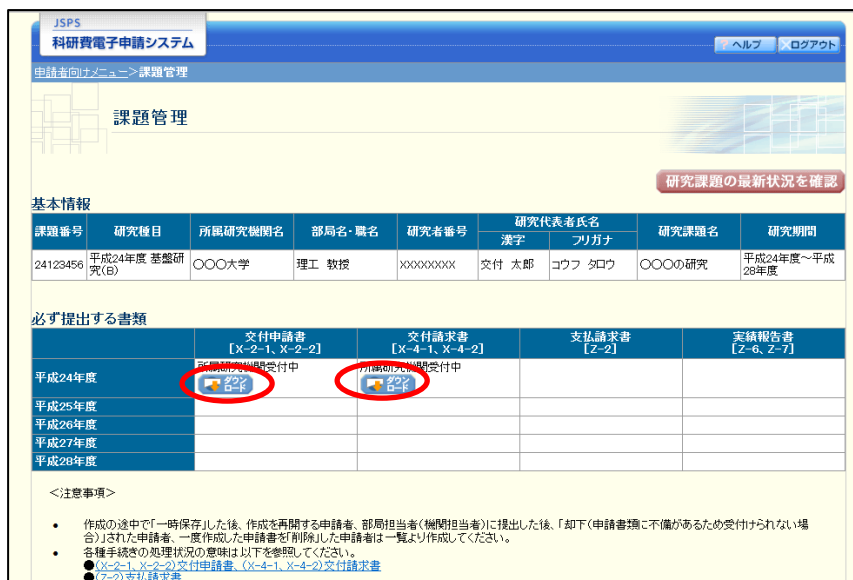 JSPS
科研費電子申請システム
? ヘルプ
ログアウト
申請者向けメニュー>課題管理
課題管理
研究課題の最新状況を確認
基本情報
課題番号 研究種目 所属研究機関名 部局名・職名 研究者番号 研究代表者氏名 研究課題名 研究期間
漢字 フリガナ
24123456 平成24年度 基盤研究(B) 〇〇〇大学 理工 教授 XXXXXXXX 交付 太郎 コウフ タロウ 〇〇〇の研究 平成24年度~平成28年度
必ず提出する書類
交付申請書 交付請求書 支払請求書 実績報告書
[X-2-1、X-2-2] [X-4-1、X-4-2] [Z-2] [Z-6、Z-7]
所属研究機関受付中 所属研究機関受付中
平成24年度 ダウンロード ダウンロード
平成25年度
平成26年度
平成27年度
平成28年度
<注意事項>
• 作成の途中で「一時保存」した後、作成を再開する申請者、部局担当者(機関担当者)に提出した後、「却下(申請書類に不備があるため受付けられない場
合)」された申請者、一度作成した申請書を「削除」した申請者は一覧より作成してください。
• 各種手続きの処理状況の意味は以下を参照してください。
●(X-2-1、X-2-2)交付申請書、(X-4-1、X-4-2)交付請求書
●(Z-2)支払請求書